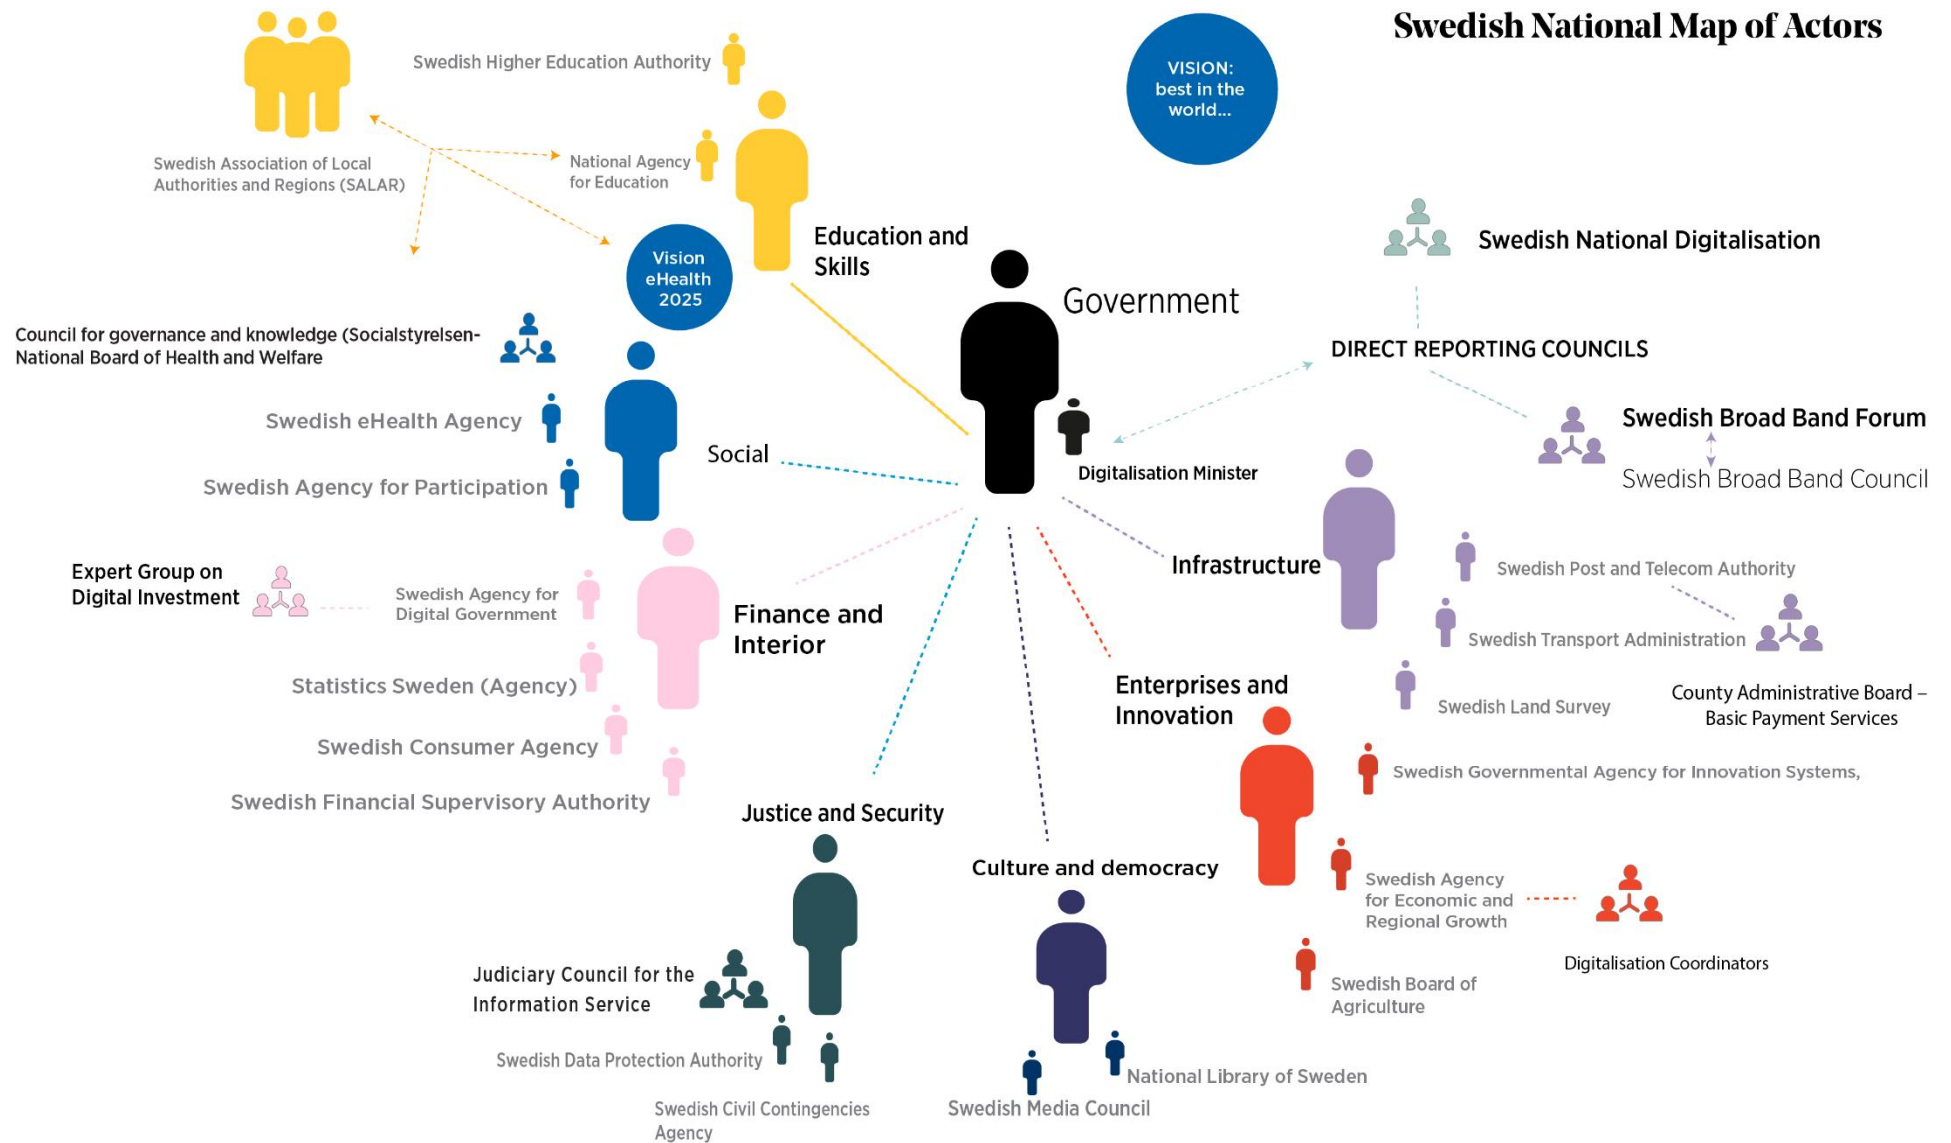 Swedish National Map of Actors
VISION:
best in the
world...
Swedish Higher Education Authority
Swedish Association of Local
Authorities and Regions (SALAR)
National Agency
for Education
Education and
Skills
Vision
eHealth
2025
Government
Digitalisation Minister
Swedish National Digitalisation
DIRECT REPORTING COUNCILS
Swedish Broad Band Forum
Swedish Broad Band Council
Council for governance and knowledge (Socialstyrelsen-
National Board of Health and Welfare
Swedish eHealth Agency
Social
Swedish Agency for Participation
Infrastructure
Swedish Post and Telecom Authority
Swedish Transport Administration
Swedish Land Survey
County Administrative Board –
Basic Payment Services
Expert Group on
Digital Investment
Swedish Agency for
Digital Government
Finance and
Interior
Statistics Sweden (Agency)
Swedish Consumer Agency
Swedish Financial Supervisory Authority
Enterprises and
Innovation
Swedish Governmental Agency for Innovation Systems,
Swedish Agency
for Economic and
Regional Growth
Digitalisation Coordinators
Swedish Board of
Agriculture
Justice and Security
Judiciary Council for the
Information Service
Swedish Data Protection Authority
Swedish Civil Contingencies
Agency
Culture and democracy
National Library of Sweden
Swedish Media Council